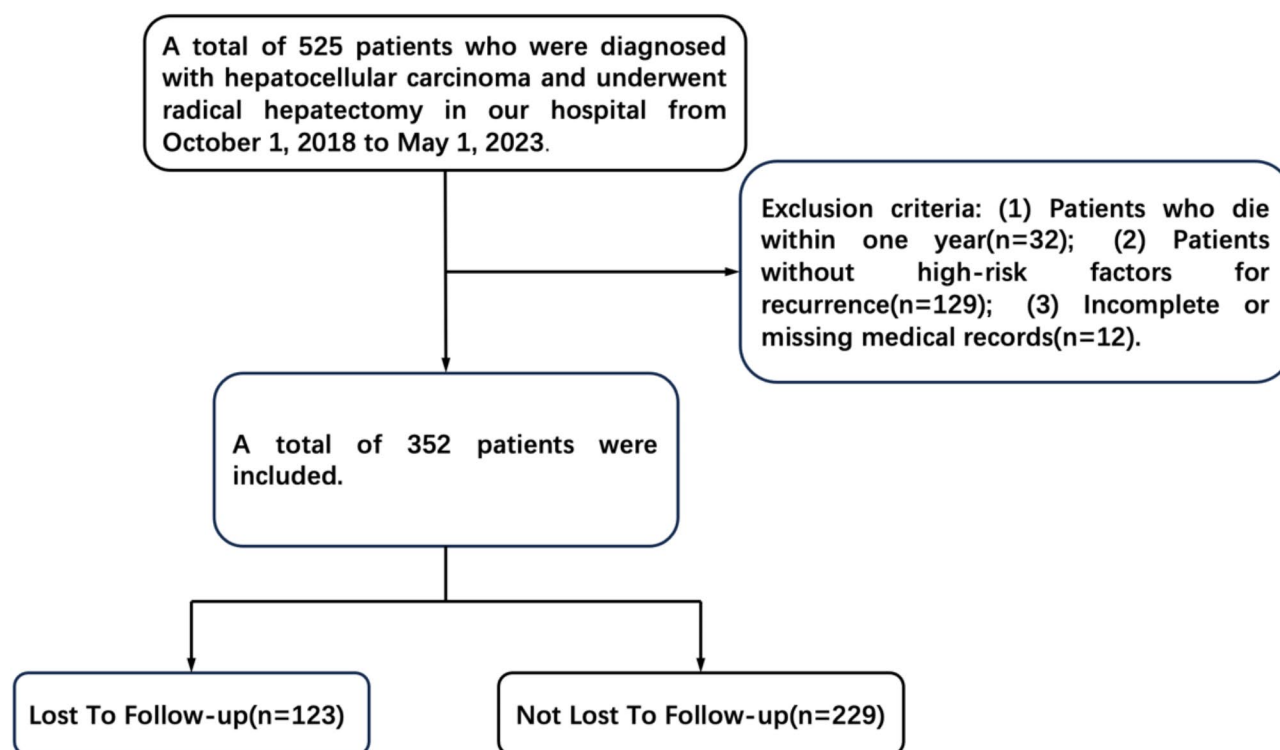 A total of 525 patients who were diagnosed
with hepatocellular carcinoma and underwent
radical hepatectomy in our hospital from
October 1, 2018 to May 1, 2023.
Exclusion criteria: (1) Patients who die
within one year(n=32); (2) Patients
without high-risk factors for
recurrence(n=129); (3) Incomplete or
missing medical records(n=12).
A total of 352 patients were
included.
Lost To Follow-up(n=123)
Not Lost To Follow-up(n=229)